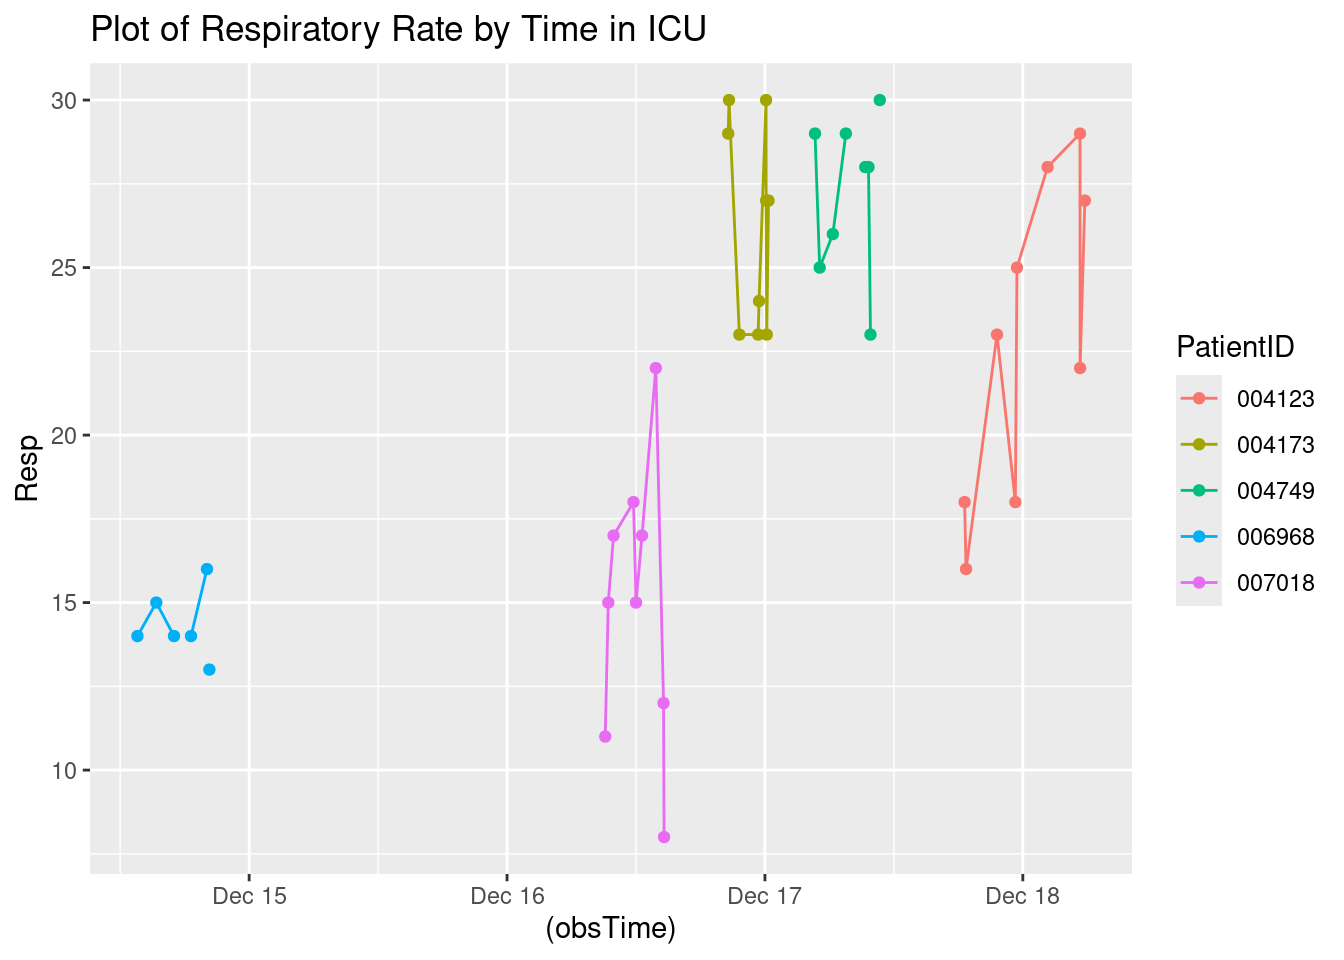 Plot of Respiratory Rate by Time in ICU
30
25
20
15
10
Resp
Dec 15
Dec 16
Dec 17
Dec 18
(obsTime)
PatientID
004123
004173
004749
006968
007018